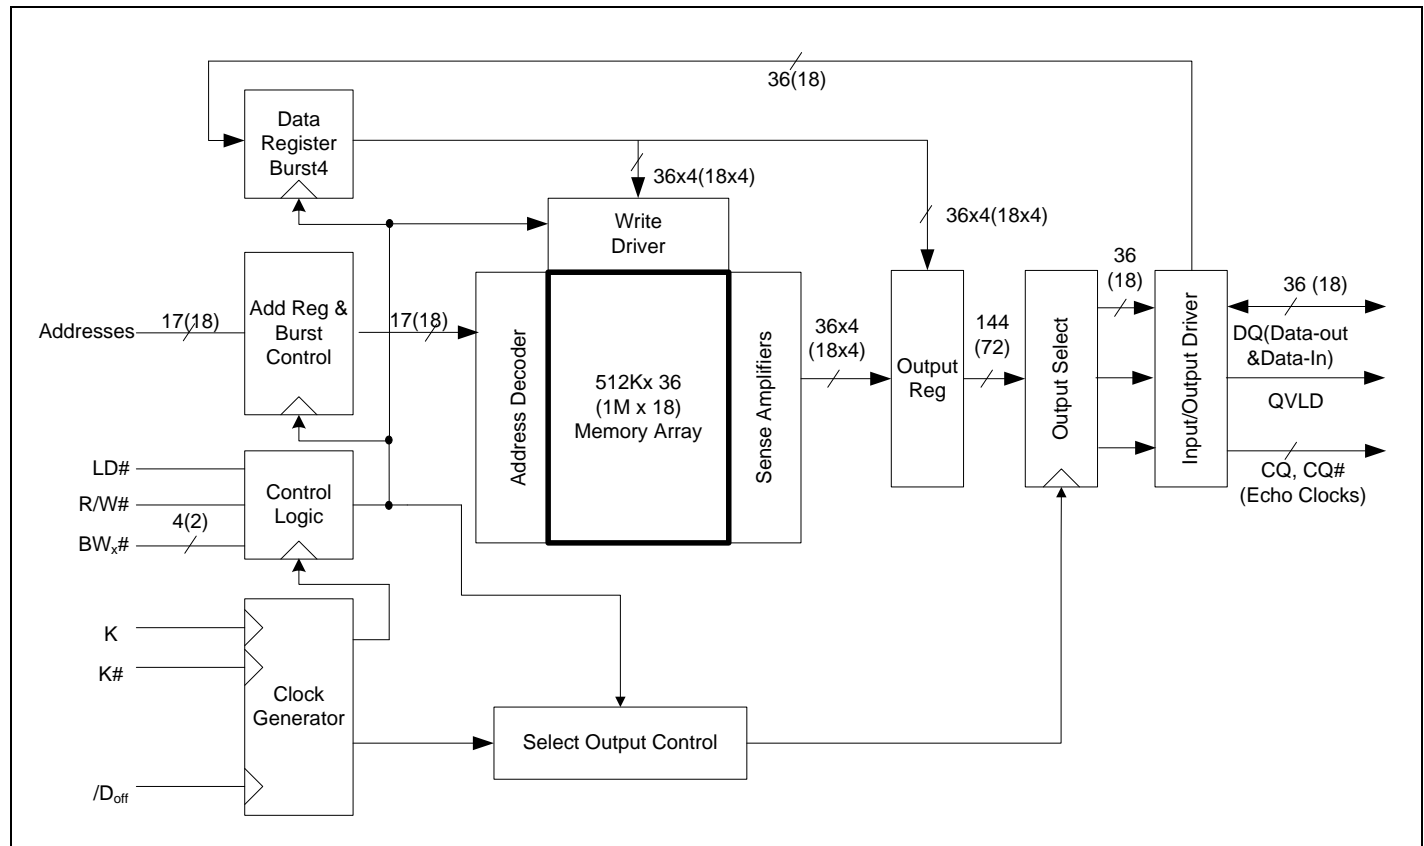 36(18)
Data
Register
Burst4
36x4(18x4)
Write
Driver
36x4(18x4)
Addresses
17(18)
Add Reg &
Burst
Control
17(18)
Address Decoder
512Kx 36
(1M x 18)
Memory Array
Sense Amplifiers
36x4
(18x4)
Output
Reg
144
(72)
Output Select
36
(18)
Input/Output Driver
36 (18)
DQ(Data-out
&Data-In)
QVLD
CQ, CQ#
(Echo Clocks)
LD#
R/W#
BWx#
4(2)
Control
Logic
K
K#
/Doff
Clock
Generator
Select Output Control